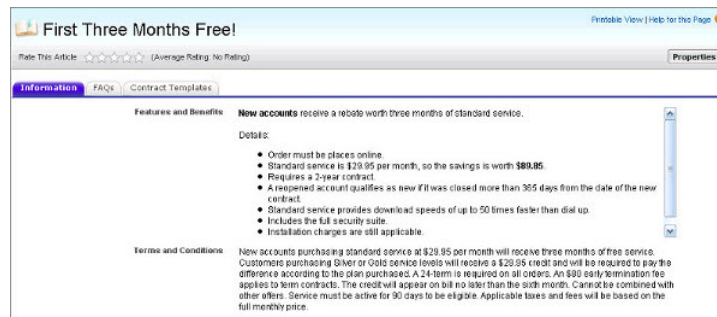 First Three Months Free!
Printable View | Help for this Page
Rate This Article (Average Rating: No Rating)
Properties
Information FAQs Contract Templates
Features and Benefits
New accounts receive a rebate worth three months of standard service.
Details:
Order must be places online.
Standard service is $29.95 per month, so the savings is worth $89.85.
Requires a 2-year contract.
A reopened account qualifies as new if it was closed more than 365 days from the date of the new
contract.
Standard service provides download speeds of up to 50 times faster than dial up.
Includes the full security suite.
Installation charges are still applicable.
Terms and Conditions
New accounts purchasing standard service at $29.95 per month will receive three months of free service.
Customers purchasing Silver or Gold service levels will receive a $29.95 credit and will be required to pay the
difference according to the plan purchased. A 24-term is required on all orders. An $80 early termination fee
applies to term contracts. The credit will appear on bill no later than the sixth month. Cannot be combined with
other offers. Service must be active for 90 days to be eligible. Applicable taxes and fees will be based on the
full monthly price.